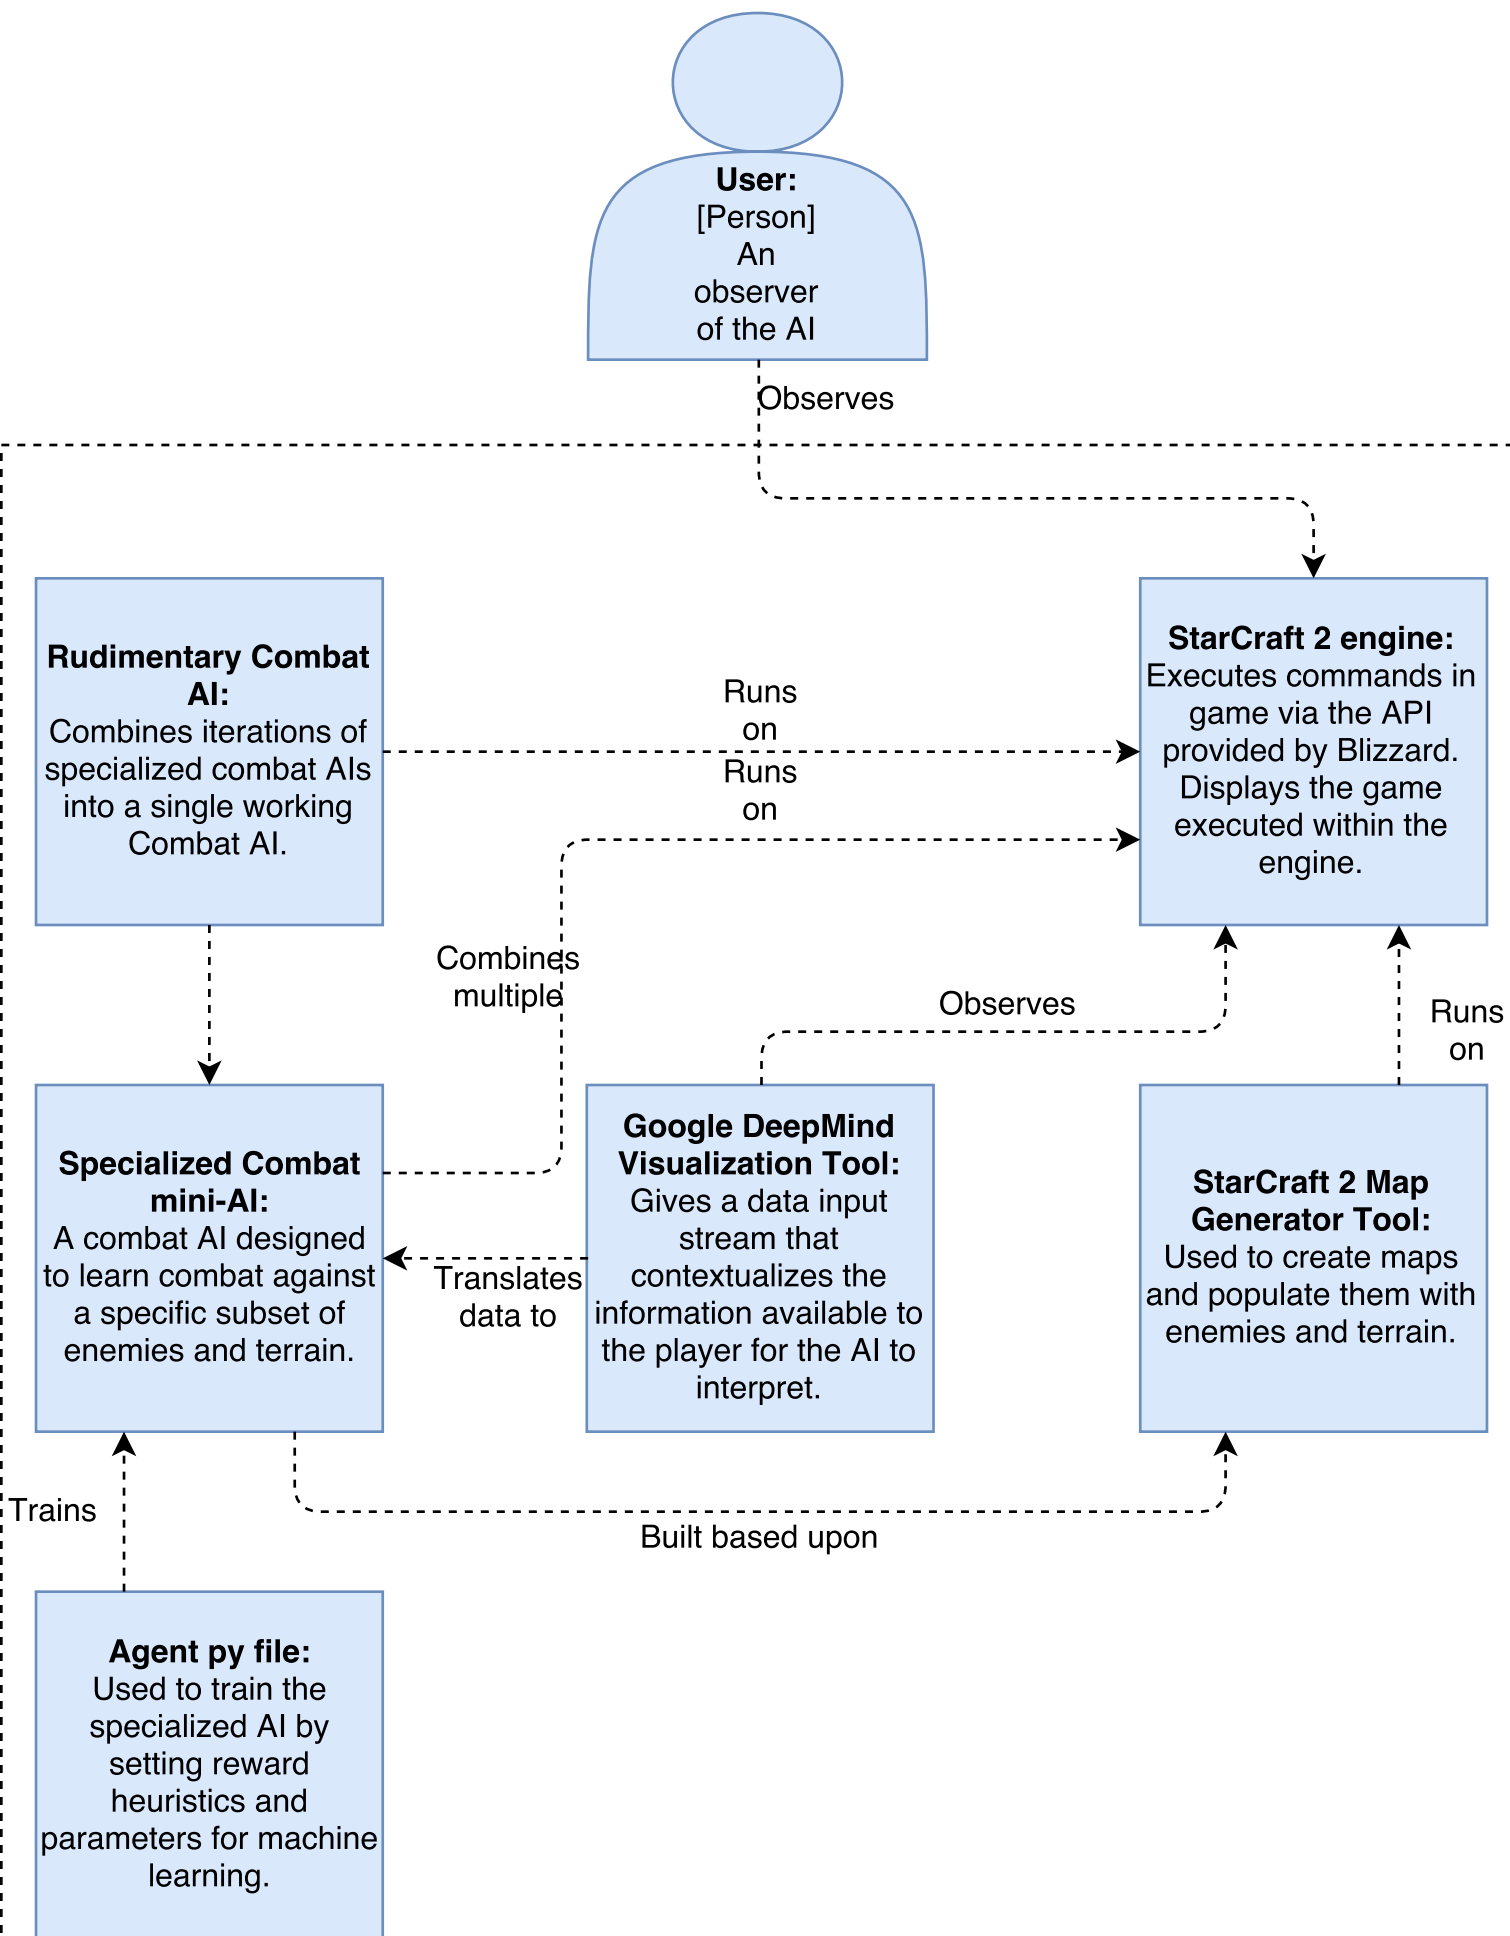 User:
[Person]
An
observer
of the AI
Observes
Rudimentary Combat
AI:
Combines iterations of
specialized combat AIs
into a single working
Combat AI.
Runs
on
Runs
on
StarCraft 2 engine:
Executes commands in
game via the API
provided by Blizzard.
Displays the game
executed within the
engine.
Combines
multiple
Observes
Runs
on
Specialized Combat
mini-AI:
A combat AI designed
to learn combat against
a specific subset of
enemies and terrain.
Translates
data to
Google DeepMind
Visualization Tool:
Gives a data input
stream that
contextualizes the
information available to
the player for the AI to
interpret.
StarCraft 2 Map
Generator Tool:
Used to create maps
and populate them with
enemies and terrain.
Trains
Built based upon
Agent py file:
Used to train the
specialized AI by
setting reward
heuristics and
parameters for machine
learning.